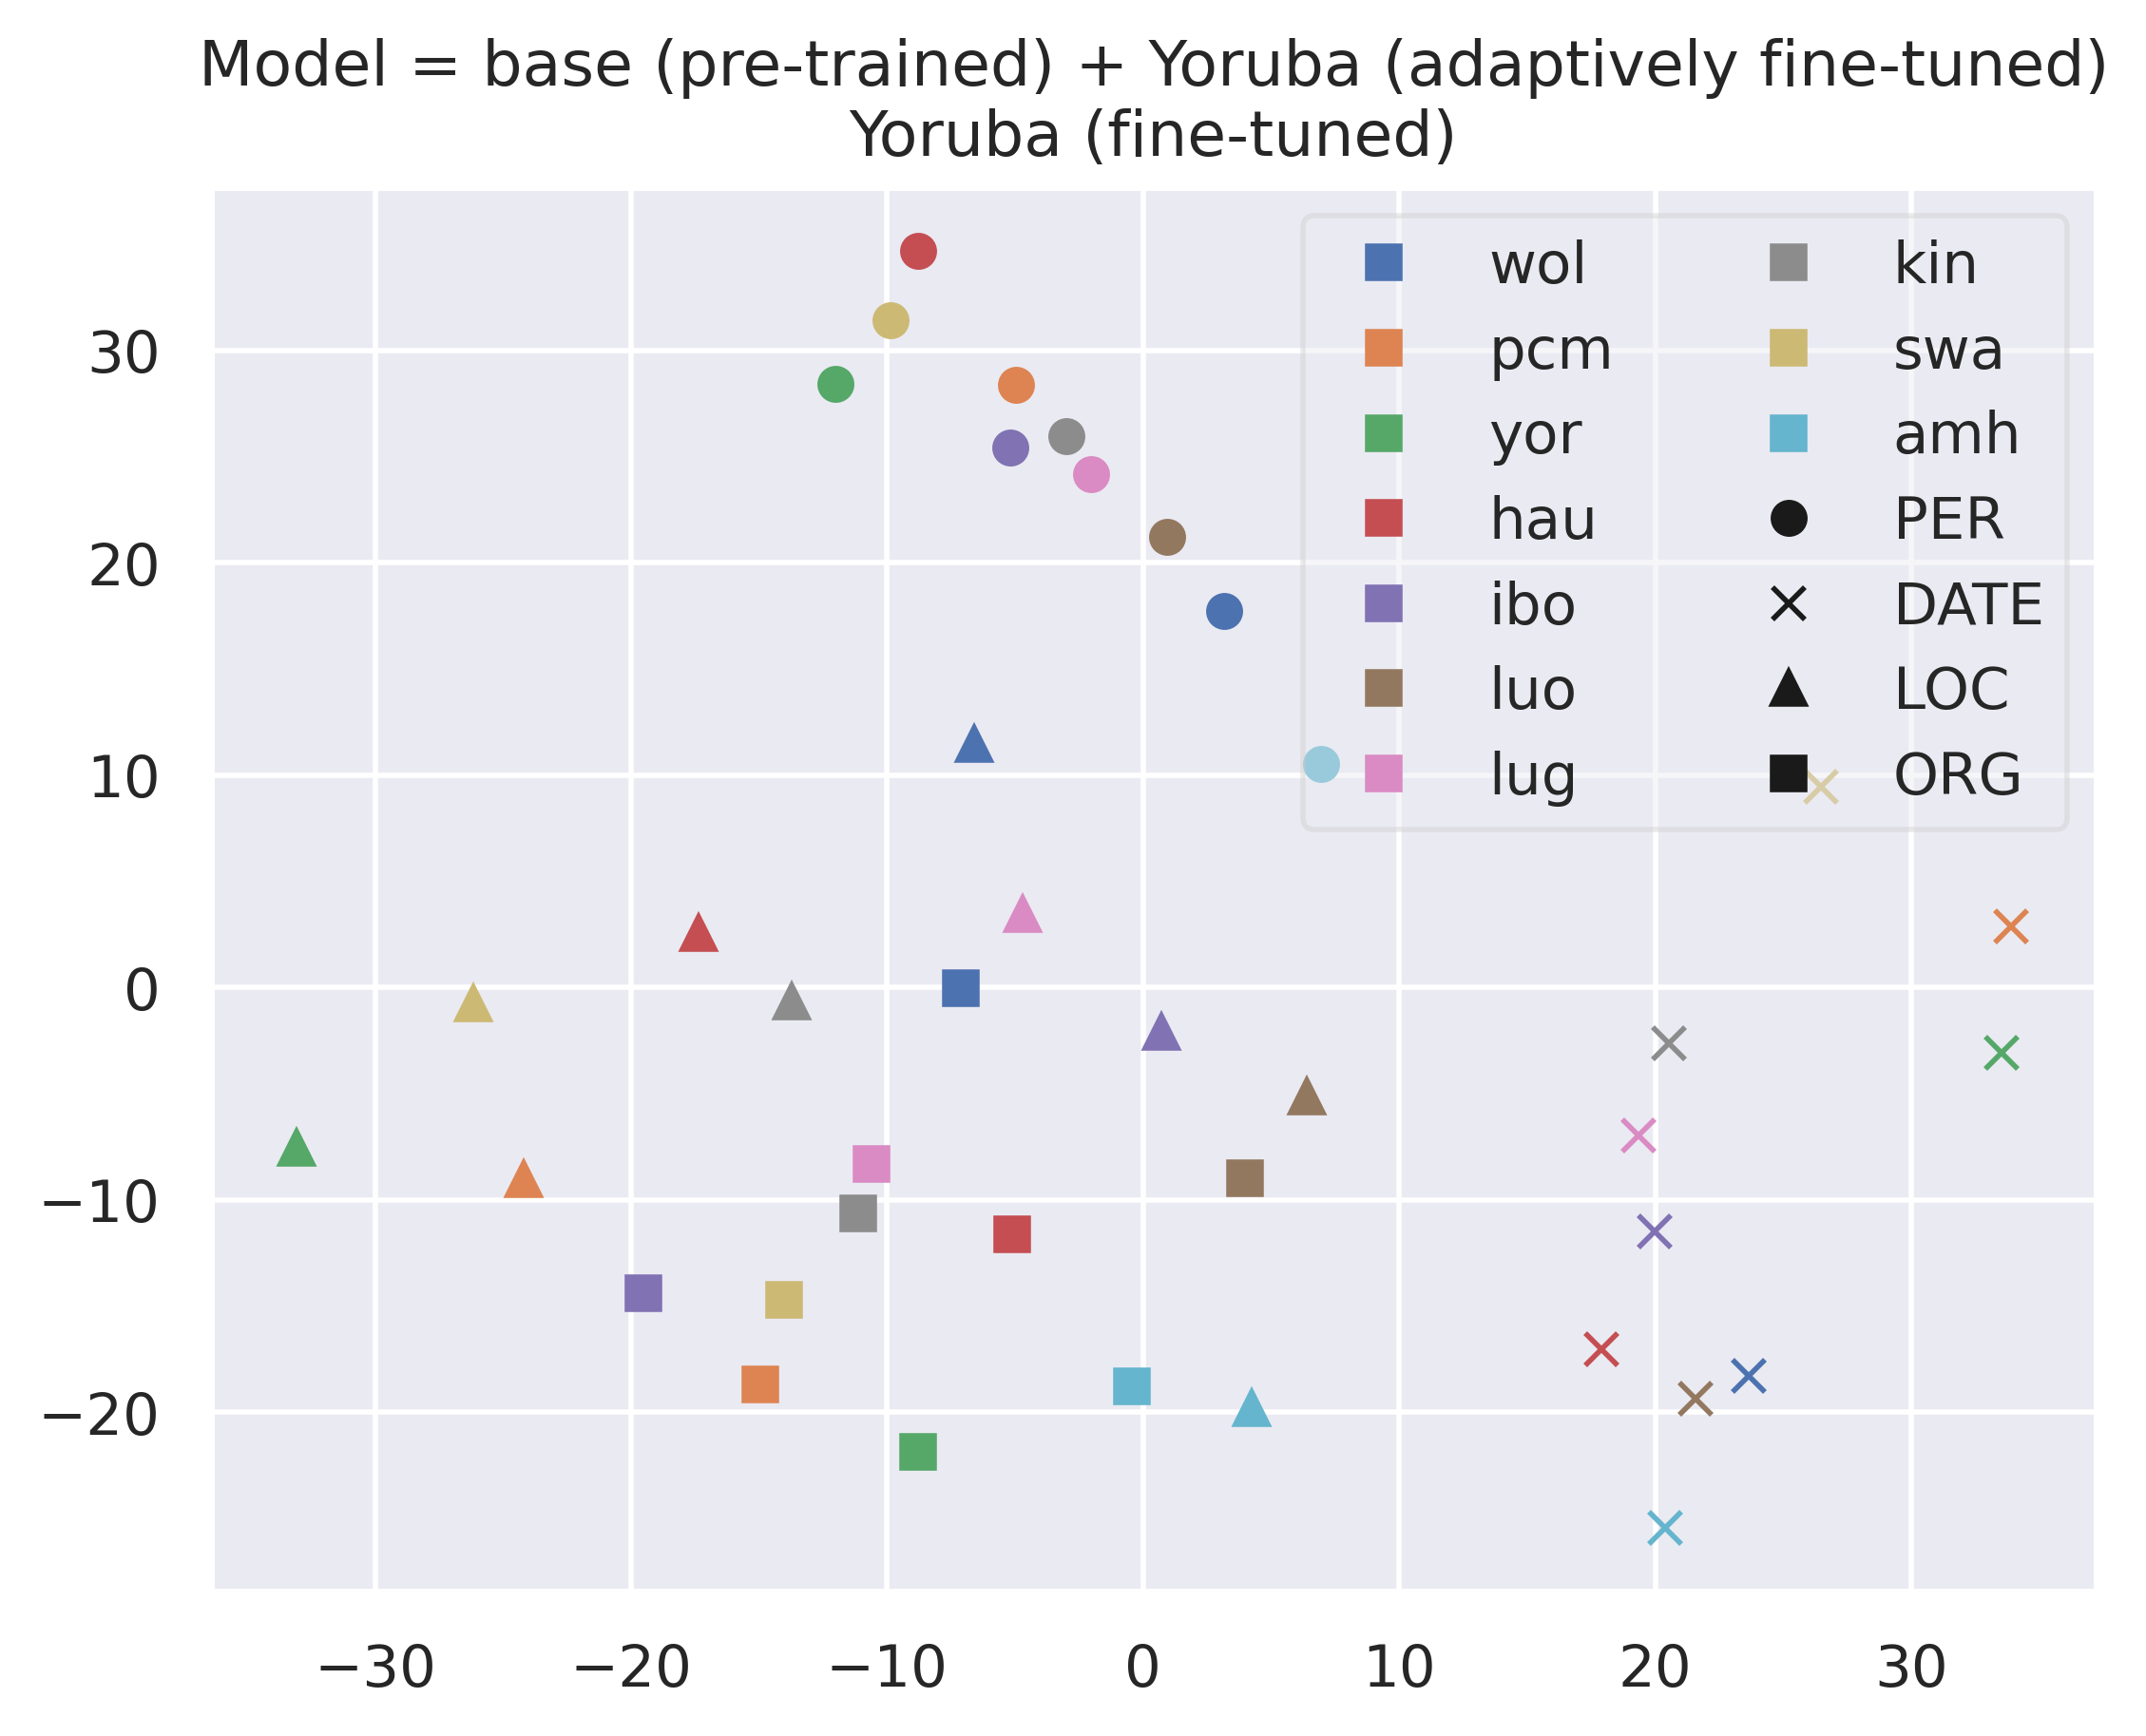 Model = base (pre-trained) + Yoruba (adaptively fine-tuned)
Yoruba (fine-tuned)
wol
pcm
yor
hau
ibo
luo
lug
kin
swa
amh
PER
DATE
LOC
ORG
30
20
10
0
−10
−20
−30
−20
−10
0
10
20
30